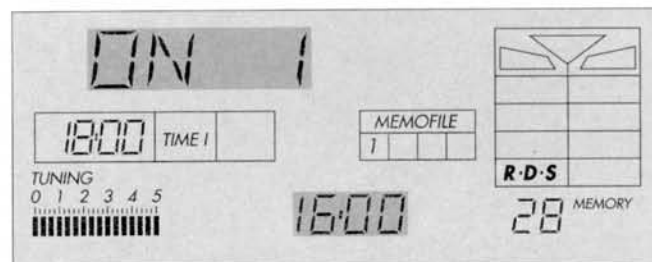 ON 1
18:00 TIME I
MEMOFILE
1
R·D·S
TUNING
0 1 2 3 4 5
16:00
28 MEMORY